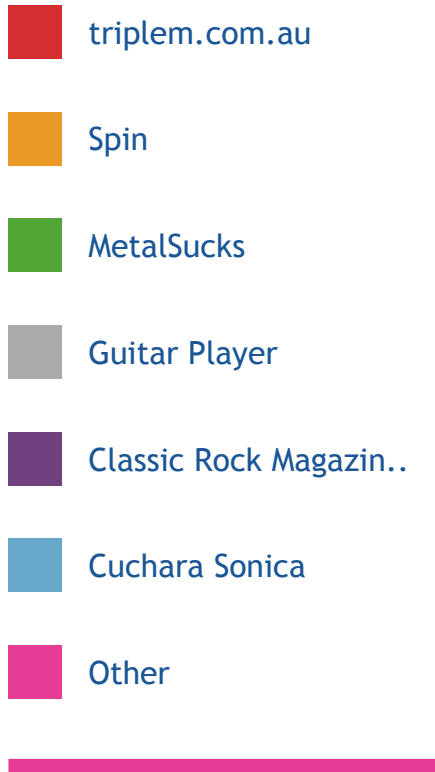 triplem.com.au
Spin
MetalSucks
Guitar Player
Classic Rock Magazin..
Cuchara Sonica
Other